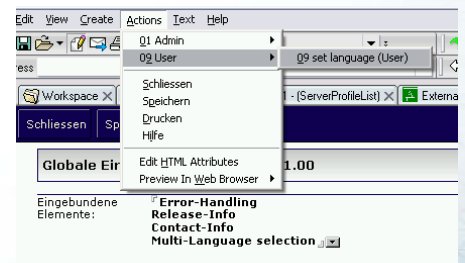 Edit View Create Actions Text Help
01 Admin
09 User
09 set language (User)
ress
Workspace
1 - (ServerProfileList)
Externa
Schliessen Sp
Schliessen
Speichern
Drucken
Hilfe
Edit HTML Attributes
Preview In Web Browser
Globale Eir
1.00
Eingebundene Elemente:
Error-Handling
Release-Info
Contact-Info
Multi-Language selection